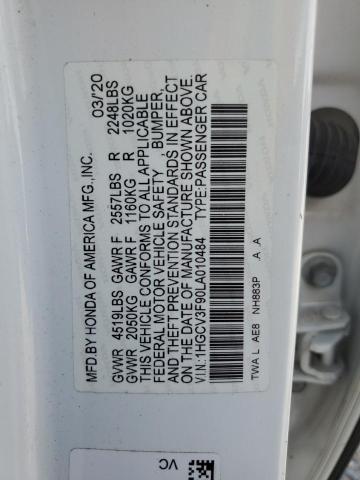 MFD.BY HONDA OF AMERICA MFG.,INC. 03/20
GVWR 4519LBS GAWR F 2557LBS R 2248LBS
GVWR 2050KG GAWR F 1160KG R 1020KG
THIS VEHICLE CONFORMS TO ALL APPLICABLE
FEDERAL MOTOR VEHICLE SAFETY , BUMPER,
AND THEFT PREVENTION STANDARDS IN EFFECT
ON THE DATE OF MANUFACTURE SHOWN ABOVE.
V.I.N.:1HGCV3F90LA010484 TYPE:PASSENGER CAR
TWA L AE8 NH883P A A
VC